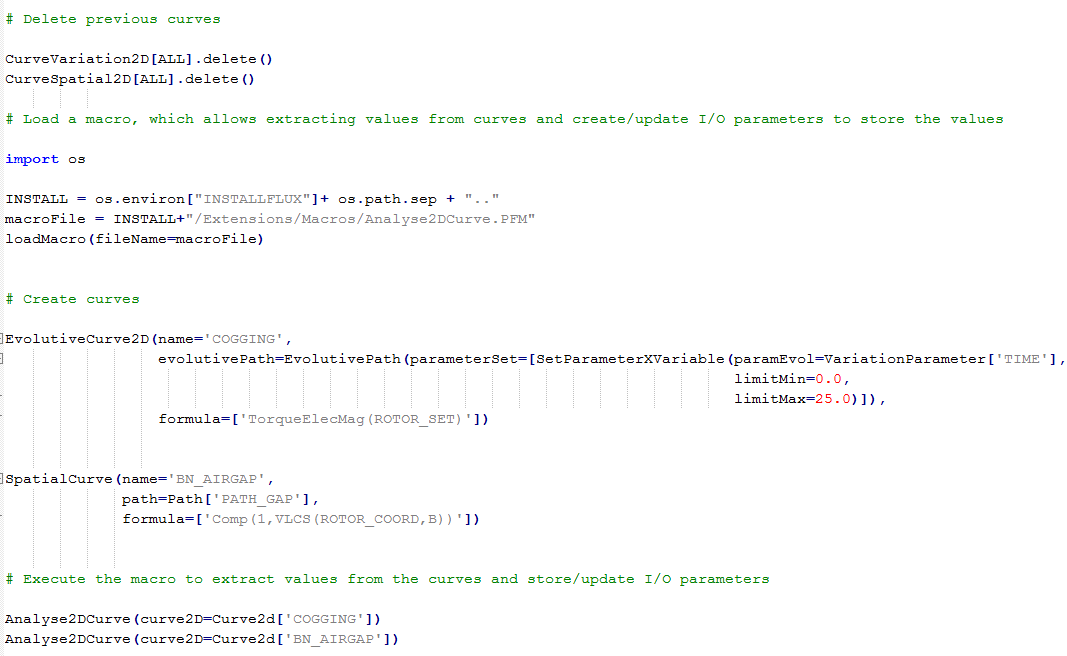 # Delete previous curves
CurveVariation2D[ALL].delete()
CurveSpatial2D[ALL].delete()
# Load a macro, which allows extracting values from curves and create/update I/O parameters to store the values
import os
INSTALL = os.environ["INSTALLFLUX"]+ os.path.sep + ".."
macroFile = INSTALL+"/Extensions/Macros/Analyse2DCurve.PFM"
loadMacro(fileName=macroFile)
# Create curves
EvolutiveCurve2D(name='COGGING',
evolutivePath=EvolutivePath(parameterSet=[SetParameterXVariable(paramEvol=VariationParameter['TIME'],
limitMin=0.0,
limitMax=25.0)]),
formula=['TorqueElecMag(ROTOR_SET)'])
SpatialCurve(name='BN_AIRGAP',
path=Path['PATH_GAP'],
formula=['Comp(1,VLCS(ROTOR_COORD,B))'])
# Execute the macro to extract values from the curves and store/update I/O parameters
Analyse2DCurve(curve2D=Curve2d['COGGING'])
Analyse2DCurve(curve2D=Curve2d['BN_AIRGAP'])